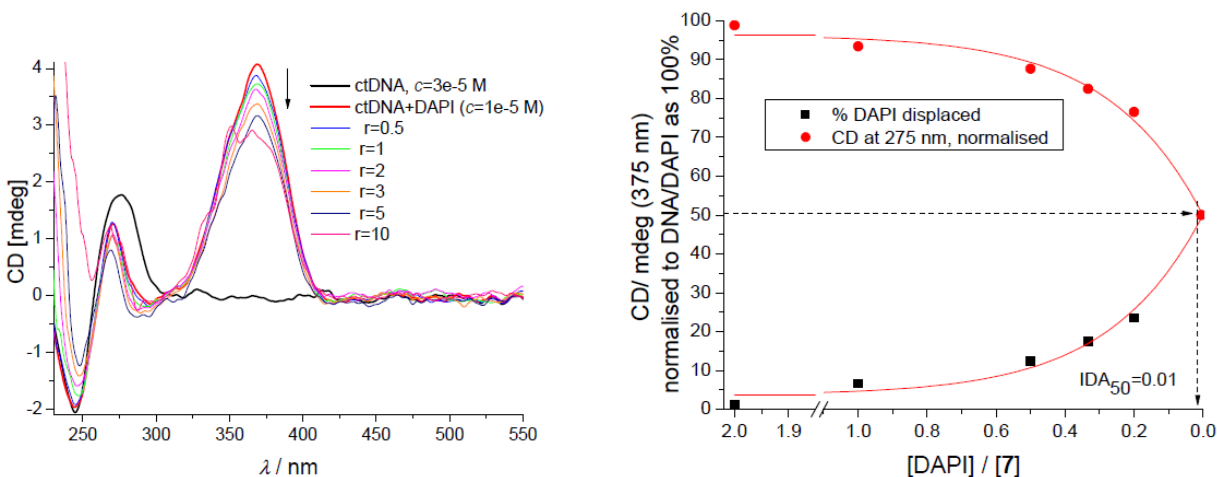 CD [mdeg]
4
3
2
1
0
-1
-2
250
300
350
400
450
500
550
λ / nm
ctDNA, c=3e-5 M
ctDNA+DAPI (c=1e-5 M)
r=0.5
r=1
r=2
r=3
r=5
r=10
CD/ mdeg (375 nm)
normalised to DNA/DAPI as 100%
100
90
80
70
60
50
40
30
20
10
0
% DAPI displaced
CD at 275 nm, normalised
IDA50=0.01
2.0
1.9
1.0
0.8
0.6
0.4
0.2
0.0
[DAPI] / [7]